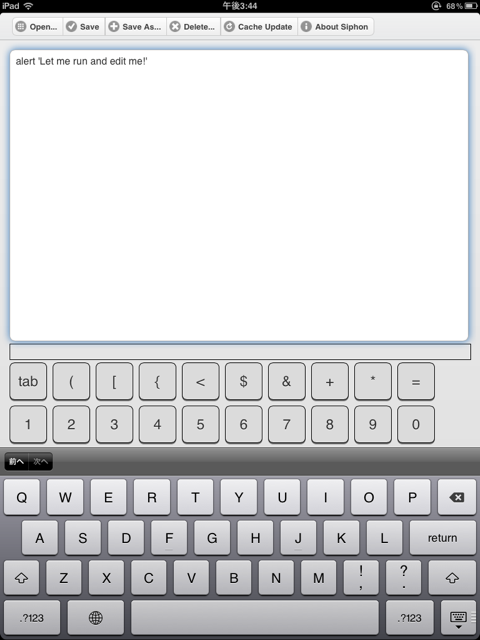 iPad 午後3:44 68%
Open... Save Save As... Delete... Cache Update About Siphon
alert 'Let me run and edit me!'
tab ( [ { < $ & + * =
1 2 3 4 5 6 7 8 9 0
前へ 次へ
Q W E R T Y U I O P
A S D F G H J K L return
Z X C V B N M ! , ? .
.?123 .?123